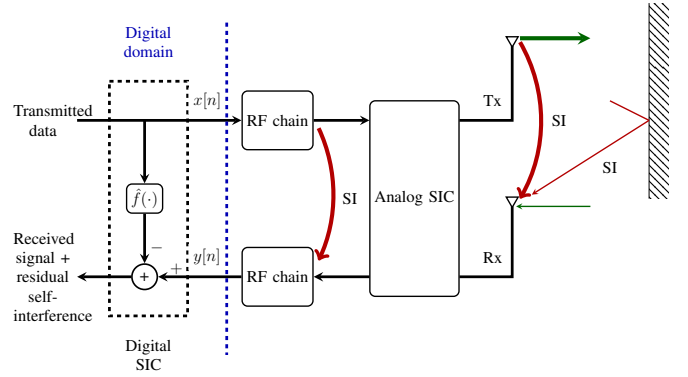 Digital
domain
Tx
SI
SI
Transmitted
data
x[n]
RF chain
SI
Analog SIC
f̂(·)
−
Received
signal +
residual
self-
interference
+
+
y[n]
RF chain
Rx
Digital
SIC